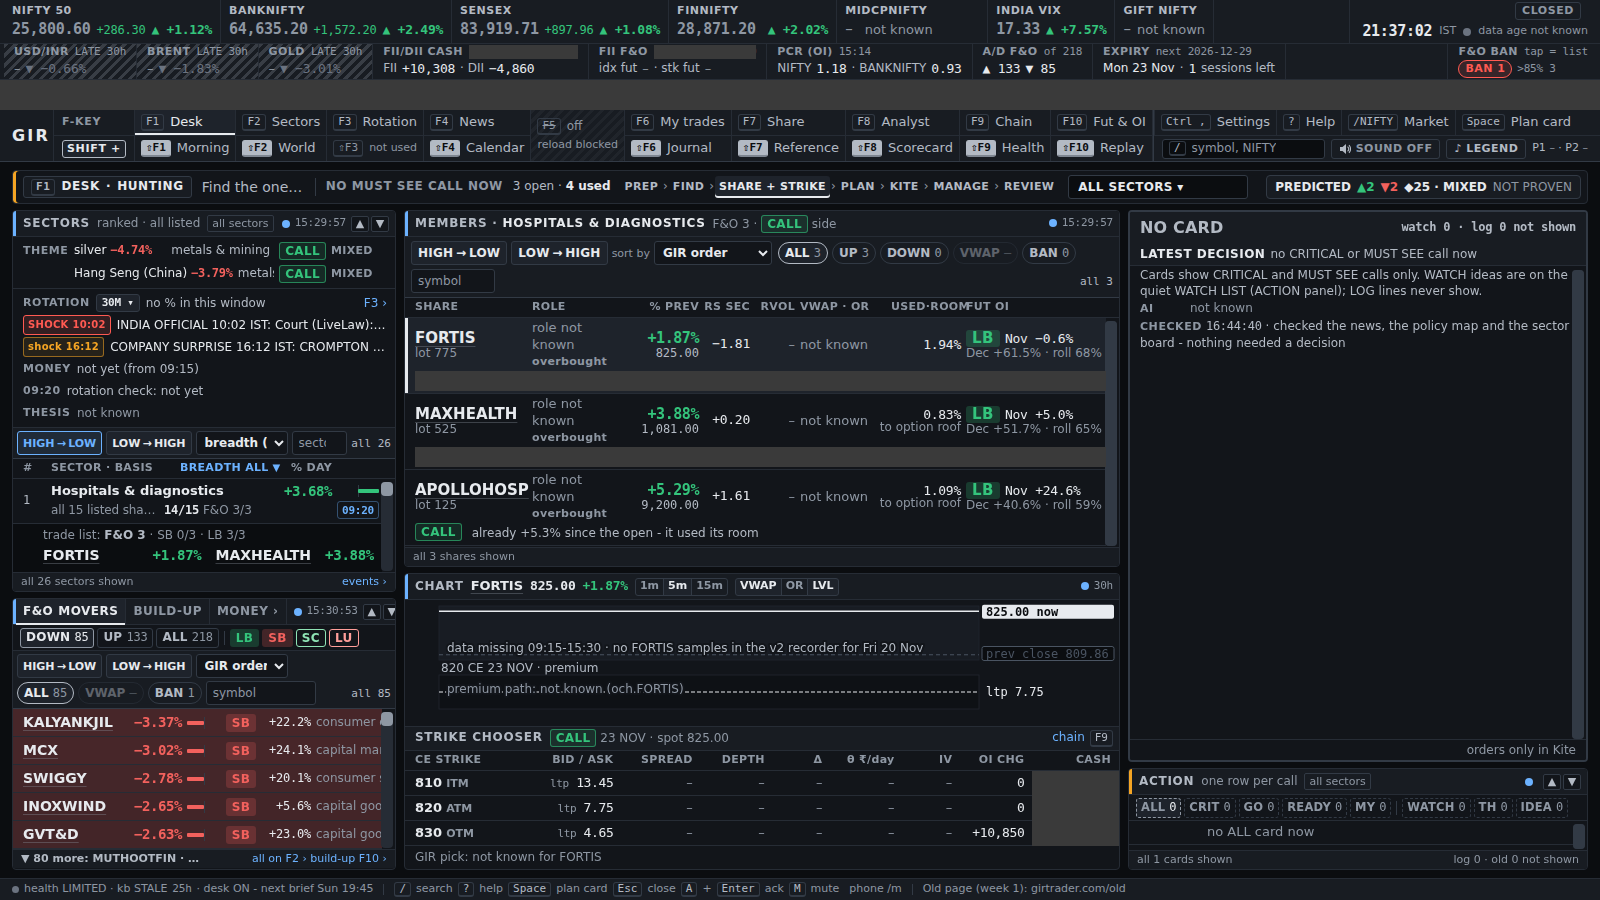 NIFTY 50 BANKNIFTY SENSEX FINNIFTY MIDCPNIFTY INDIA VIX GIFT NIFTY CLOSED
25,800.60 +286.30 ▲ +1.12% 64,635.20 +1,572.20 ▲ +2.49% 83,919.71 +897.96 ▲ +1.08% 28,871.20 ▲ +2.02% – not known 17.33 ▲ +7.57% – not known 21:37:02 IST data age not known
USD/INR LATE 30h BRENT LATE 30h GOLD LATE 30h FII/DII CASH FII F&O PCR (OI) 15:14 A/D F&O of 218 EXPIRY next 2026-12-29 F&O BAN tap = list
– ▼ −0.66% – ▼ −1.83% – ▼ −3.01% FII +10,308 · DII −4,860 idx fut – · stk fut – NIFTY 1.18 · BANKNIFTY 0.93 ▲ 133 ▼ 85 Mon 23 Nov · 1 sessions left BAN 1 >85% 3
GIR F-KEY F1 Desk F2 Sectors F3 Rotation F4 News F5 off F6 My trades F7 Share F8 Analyst F9 Chain F10 Fut & OI Ctrl , Settings ? Help /NIFTY Market Space Plan card
SHIFT + ⇧F1 Morning ⇧F2 World ⇧F3 not used ⇧F4 Calendar reload blocked ⇧F6 Journal ⇧F7 Reference ⇧F8 Scorecard ⇧F9 Health ⇧F10 Replay / symbol, NIFTY SOUND OFF ♪ LEGEND P1 – · P2 –
F1 DESK · HUNTING Find the one... NO MUST SEE CALL NOW 3 open · 4 used PREP › FIND › SHARE + STRIKE › PLAN › KITE › MANAGE › REVIEW ALL SECTORS ▾ PREDICTED ▲2 ▼2 ◆25 · MIXED NOT PROVEN
SECTORS ranked · all listed all sectors 15:29:57 ▲ ▼
THEME silver −4.74% metals & mining CALL MIXED
Hang Seng (China) −3.79% metals CALL MIXED
ROTATION 30M ▾ no % in this window F3 ›
SHOCK 10:02 INDIA OFFICIAL 10:02 IST: Court (LiveLaw):...
shock 16:12 COMPANY SURPRISE 16:12 IST: CROMPTON ...
MONEY not yet (from 09:15)
09:20 rotation check: not yet
THESIS not known
HIGH→LOW LOW→HIGH breadth ( secto all 26
# SECTOR · BASIS BREADTH ALL ▼ % DAY
1 Hospitals & diagnostics +3.68%
all 15 listed sha... 14/15 F&O 3/3 09:20
trade list: F&O 3 · SB 0/3 · LB 3/3
FORTIS +1.87% MAXHEALTH +3.88%
all 26 sectors shown events ›
F&O MOVERS BUILD-UP MONEY › 15:30:53 ▲ ▼
DOWN 85 UP 133 ALL 218 LB SB SC LU
HIGH→LOW LOW→HIGH GIR order
ALL 85 VWAP – BAN 1 symbol all 85
KALYANKJIL −3.37% SB +22.2% consumer
MCX −3.02% SB +24.1% capital mar
SWIGGY −2.78% SB +20.1% consumer s
INOXWIND −2.65% SB +5.6% capital goo
GVT&D −2.63% SB +23.0% capital goo
▼ 80 more: MUTHOOTFIN · ... all on F2 › build-up F10 ›
MEMBERS · HOSPITALS & DIAGNOSTICS F&O 3 · CALL side 15:29:57
HIGH→LOW LOW→HIGH sort by GIR order ALL 3 UP 3 DOWN 0 VWAP – BAN 0
symbol all 3
SHARE ROLE % PREV RS SEC RVOL VWAP · OR USED·ROOM FUT OI
FORTIS role not known +1.87% −1.81 – not known 1.94% LB Nov −0.6%
lot 775 overbought 825.00 Dec +61.5% · roll 68%
MAXHEALTH role not known +3.88% +0.20 – not known 0.83% LB Nov +5.0%
lot 525 overbought 1,081.00 to option roof Dec +51.7% · roll 65%
APOLLOHOSP role not known +5.29% +1.61 – not known 1.09% LB Nov +24.6%
lot 125 overbought 9,200.00 to option roof Dec +40.6% · roll 59%
CALL already +5.3% since the open - it used its room
all 3 shares shown
CHART FORTIS 825.00 +1.87% 1m 5m 15m VWAP OR LVL 30h
825.00 now
data missing 09:15-15:30 · no FORTIS samples in the v2 recorder for Fri 20 Nov prev close 809.86
820 CE 23 NOV · premium
premium path: not known (och FORTIS) ltp 7.75
STRIKE CHOOSER CALL 23 NOV · spot 825.00 chain F9
CE STRIKE BID / ASK SPREAD DEPTH Δ θ ₹/day IV OI CHG CASH
810 ITM ltp 13.45 – – – – – 0
820 ATM ltp 7.75 – – – – – 0
830 OTM ltp 4.65 – – – – – +10,850
GIR pick: not known for FORTIS
NO CARD watch 0 · log 0 not shown
LATEST DECISION no CRITICAL or MUST SEE call now
Cards show CRITICAL and MUST SEE calls only. WATCH ideas are on the
quiet WATCH LIST (ACTION panel); LOG lines never show.
AI not known
CHECKED 16:44:40 · checked the news, the policy map and the sector
board - nothing needed a decision
orders only in Kite
ACTION one row per call all sectors ▲ ▼
ALL 0 CRIT 0 GO 0 READY 0 MY 0 WATCH 0 TH 0 IDEA 0
no ALL card now
all 1 cards shown log 0 · old 0 not shown
health LIMITED · kb STALE 25h · desk ON - next brief Sun 19:45 / search ? help Space plan card Esc close A + Enter ack M mute phone /m Old page (week 1): girtrader.com/old